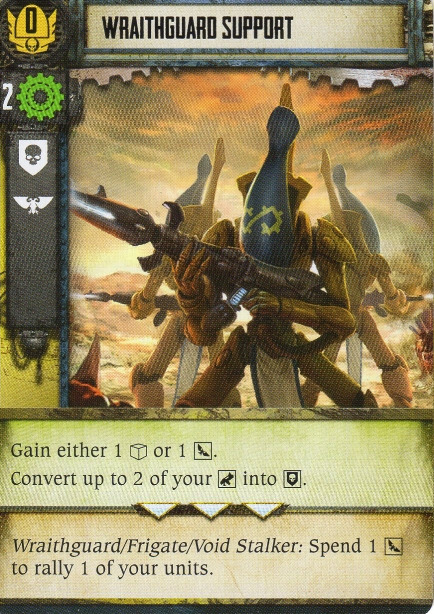 0
WRAITHGUARD SUPPORT
2
Gain either 1 or 1 .
Convert up to 2 of your into .
Wraithguard/Frigate/Void Stalker: Spend 1
to rally 1 of your units.